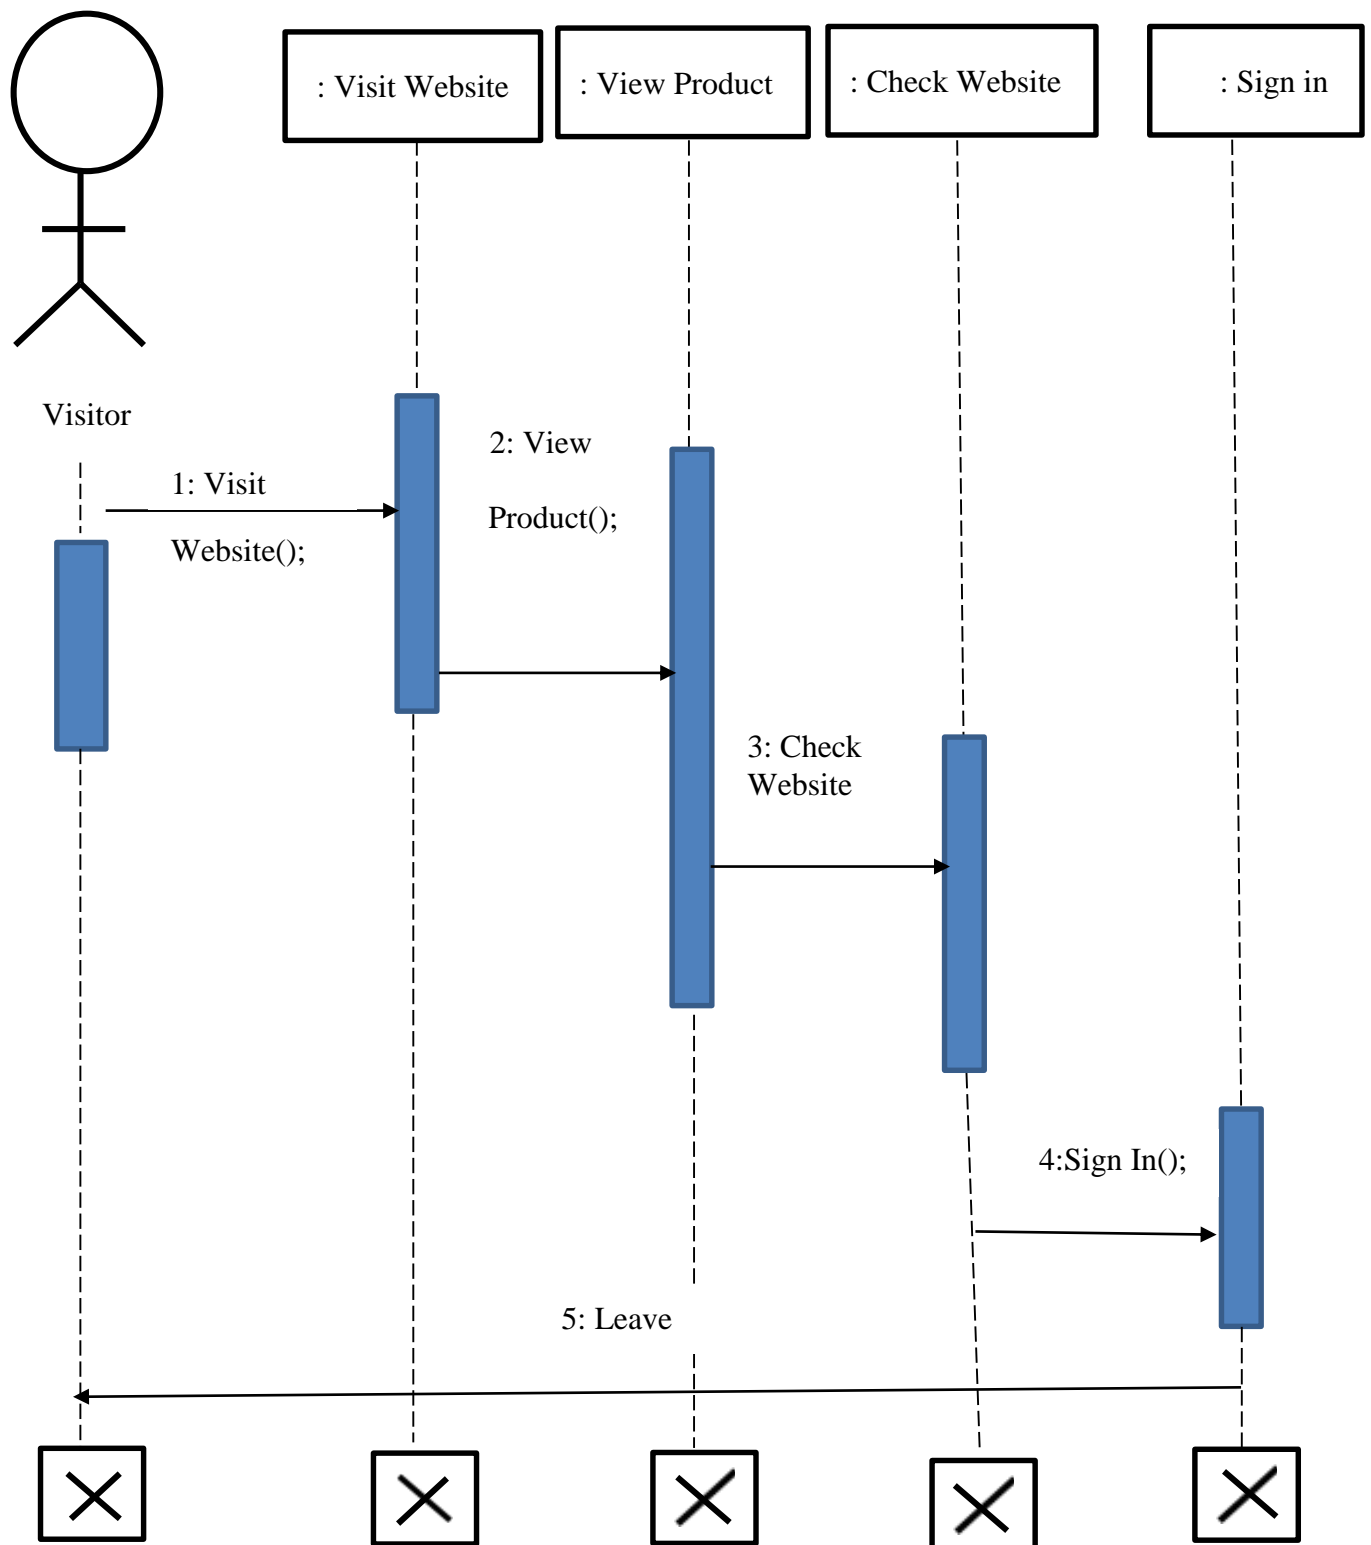 : Visit Website
: View Product
: Check Website
: Sign in
Visitor
1: Visit
Website();
2: View
Product();
3: Check
Website
4:Sign In();
5: Leave